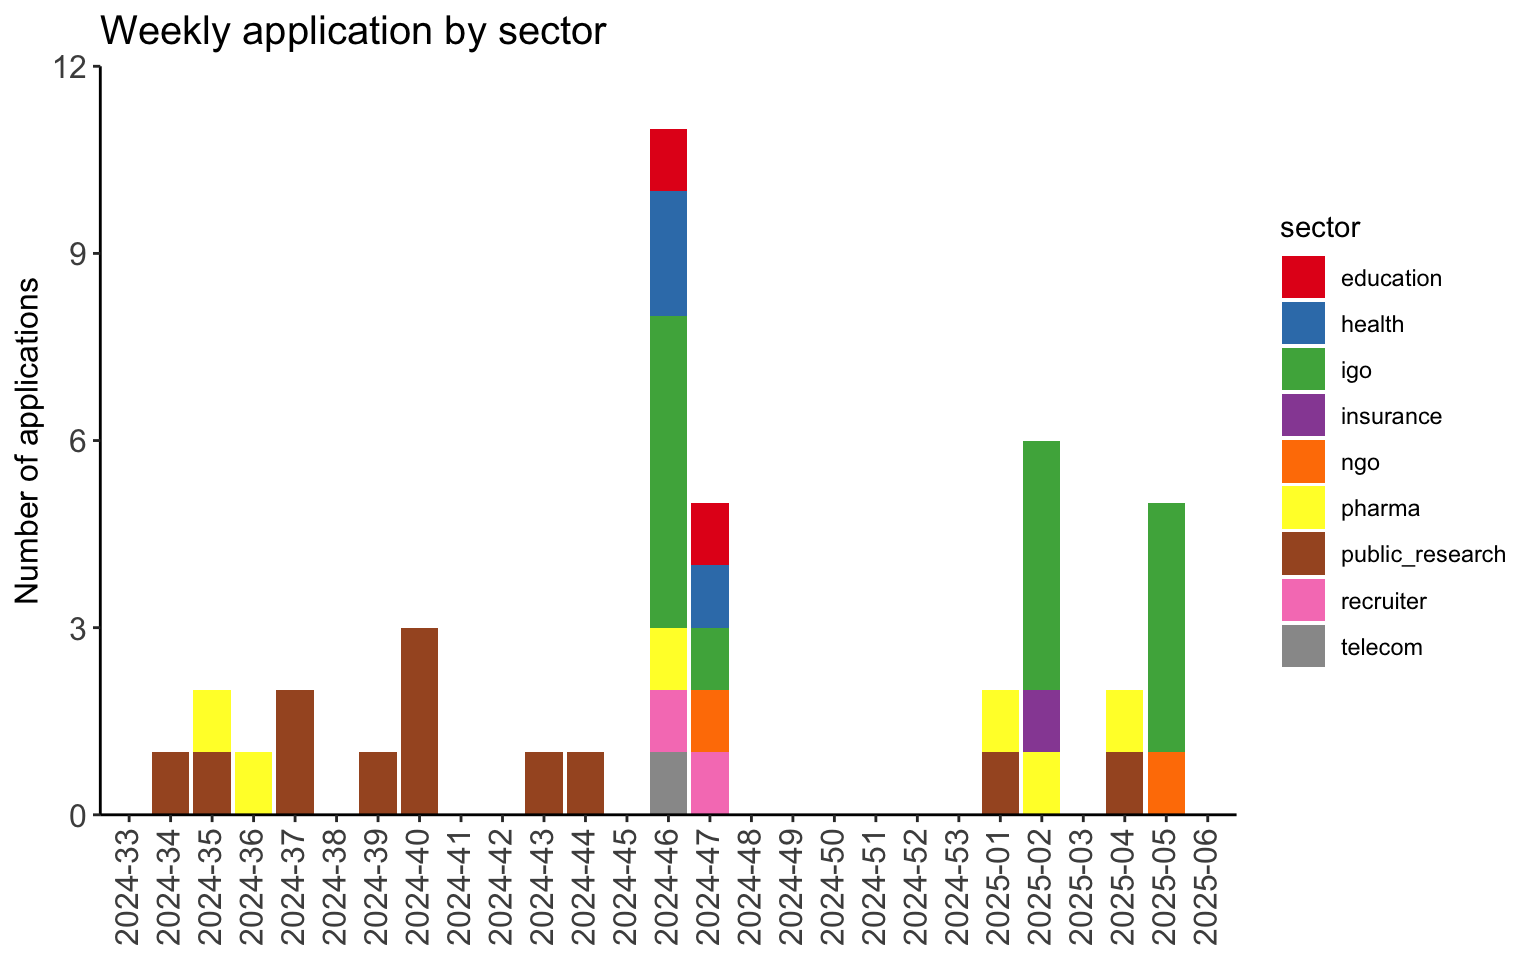 Weekly application by sector
Number of applications
12
9
6
3
0
2024-33
2024-34
2024-35
2024-36
2024-37
2024-38
2024-39
2024-40
2024-41
2024-42
2024-43
2024-44
2024-45
2024-46
2024-47
2024-48
2024-49
2024-50
2024-51
2024-52
2024-53
2025-01
2025-02
2025-03
2025-04
2025-05
2025-06
sector
education
health
igo
insurance
ngo
pharma
public_research
recruiter
telecom